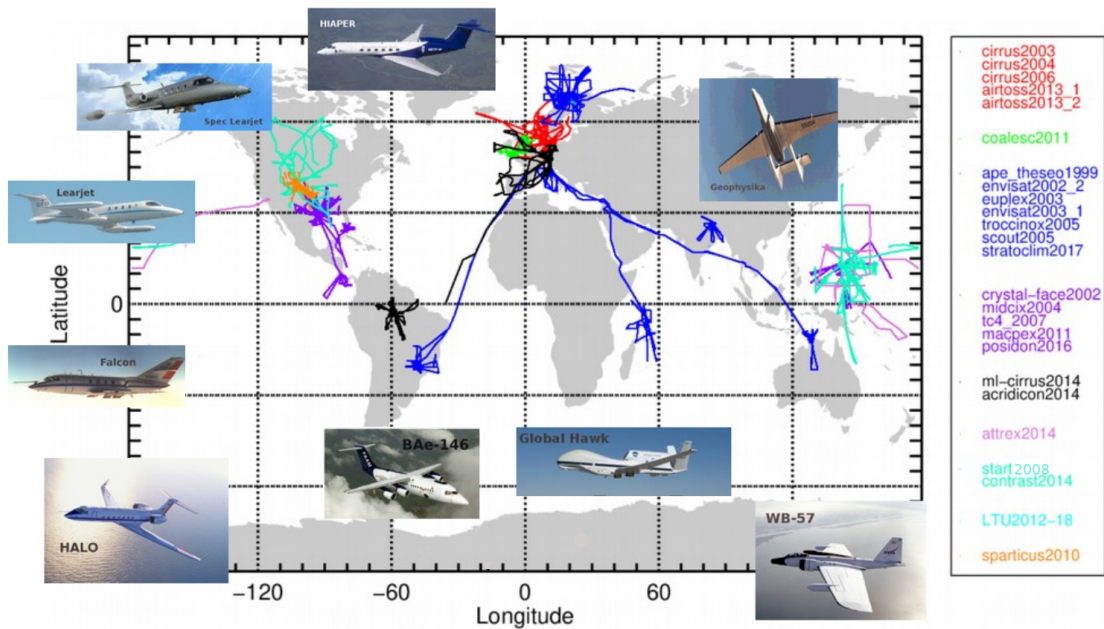 HIAPER
Spec Learjet
Learjet
Geophysika
Falcon
BAe-146
Global Hawk
HALO
WB-57
Latitude
0
−120
−60
0
60
Longitude
cirrus2003
cirrus2004
cirrus2006
airtoss2013_1
airtoss2013_2
coalesc2011
ape_theseo1999
envisat2002_2
euplex2003
envisat2003_1
troccinox2005
scout2005
stratoclim2017
crystal−face2002
midcix2004
tc4_2007
macpex2011
posidon2016
ml−cirrus2014
acridicon2014
attrex2014
start2008
contrast2014
LTU2012−18
sparticus2010